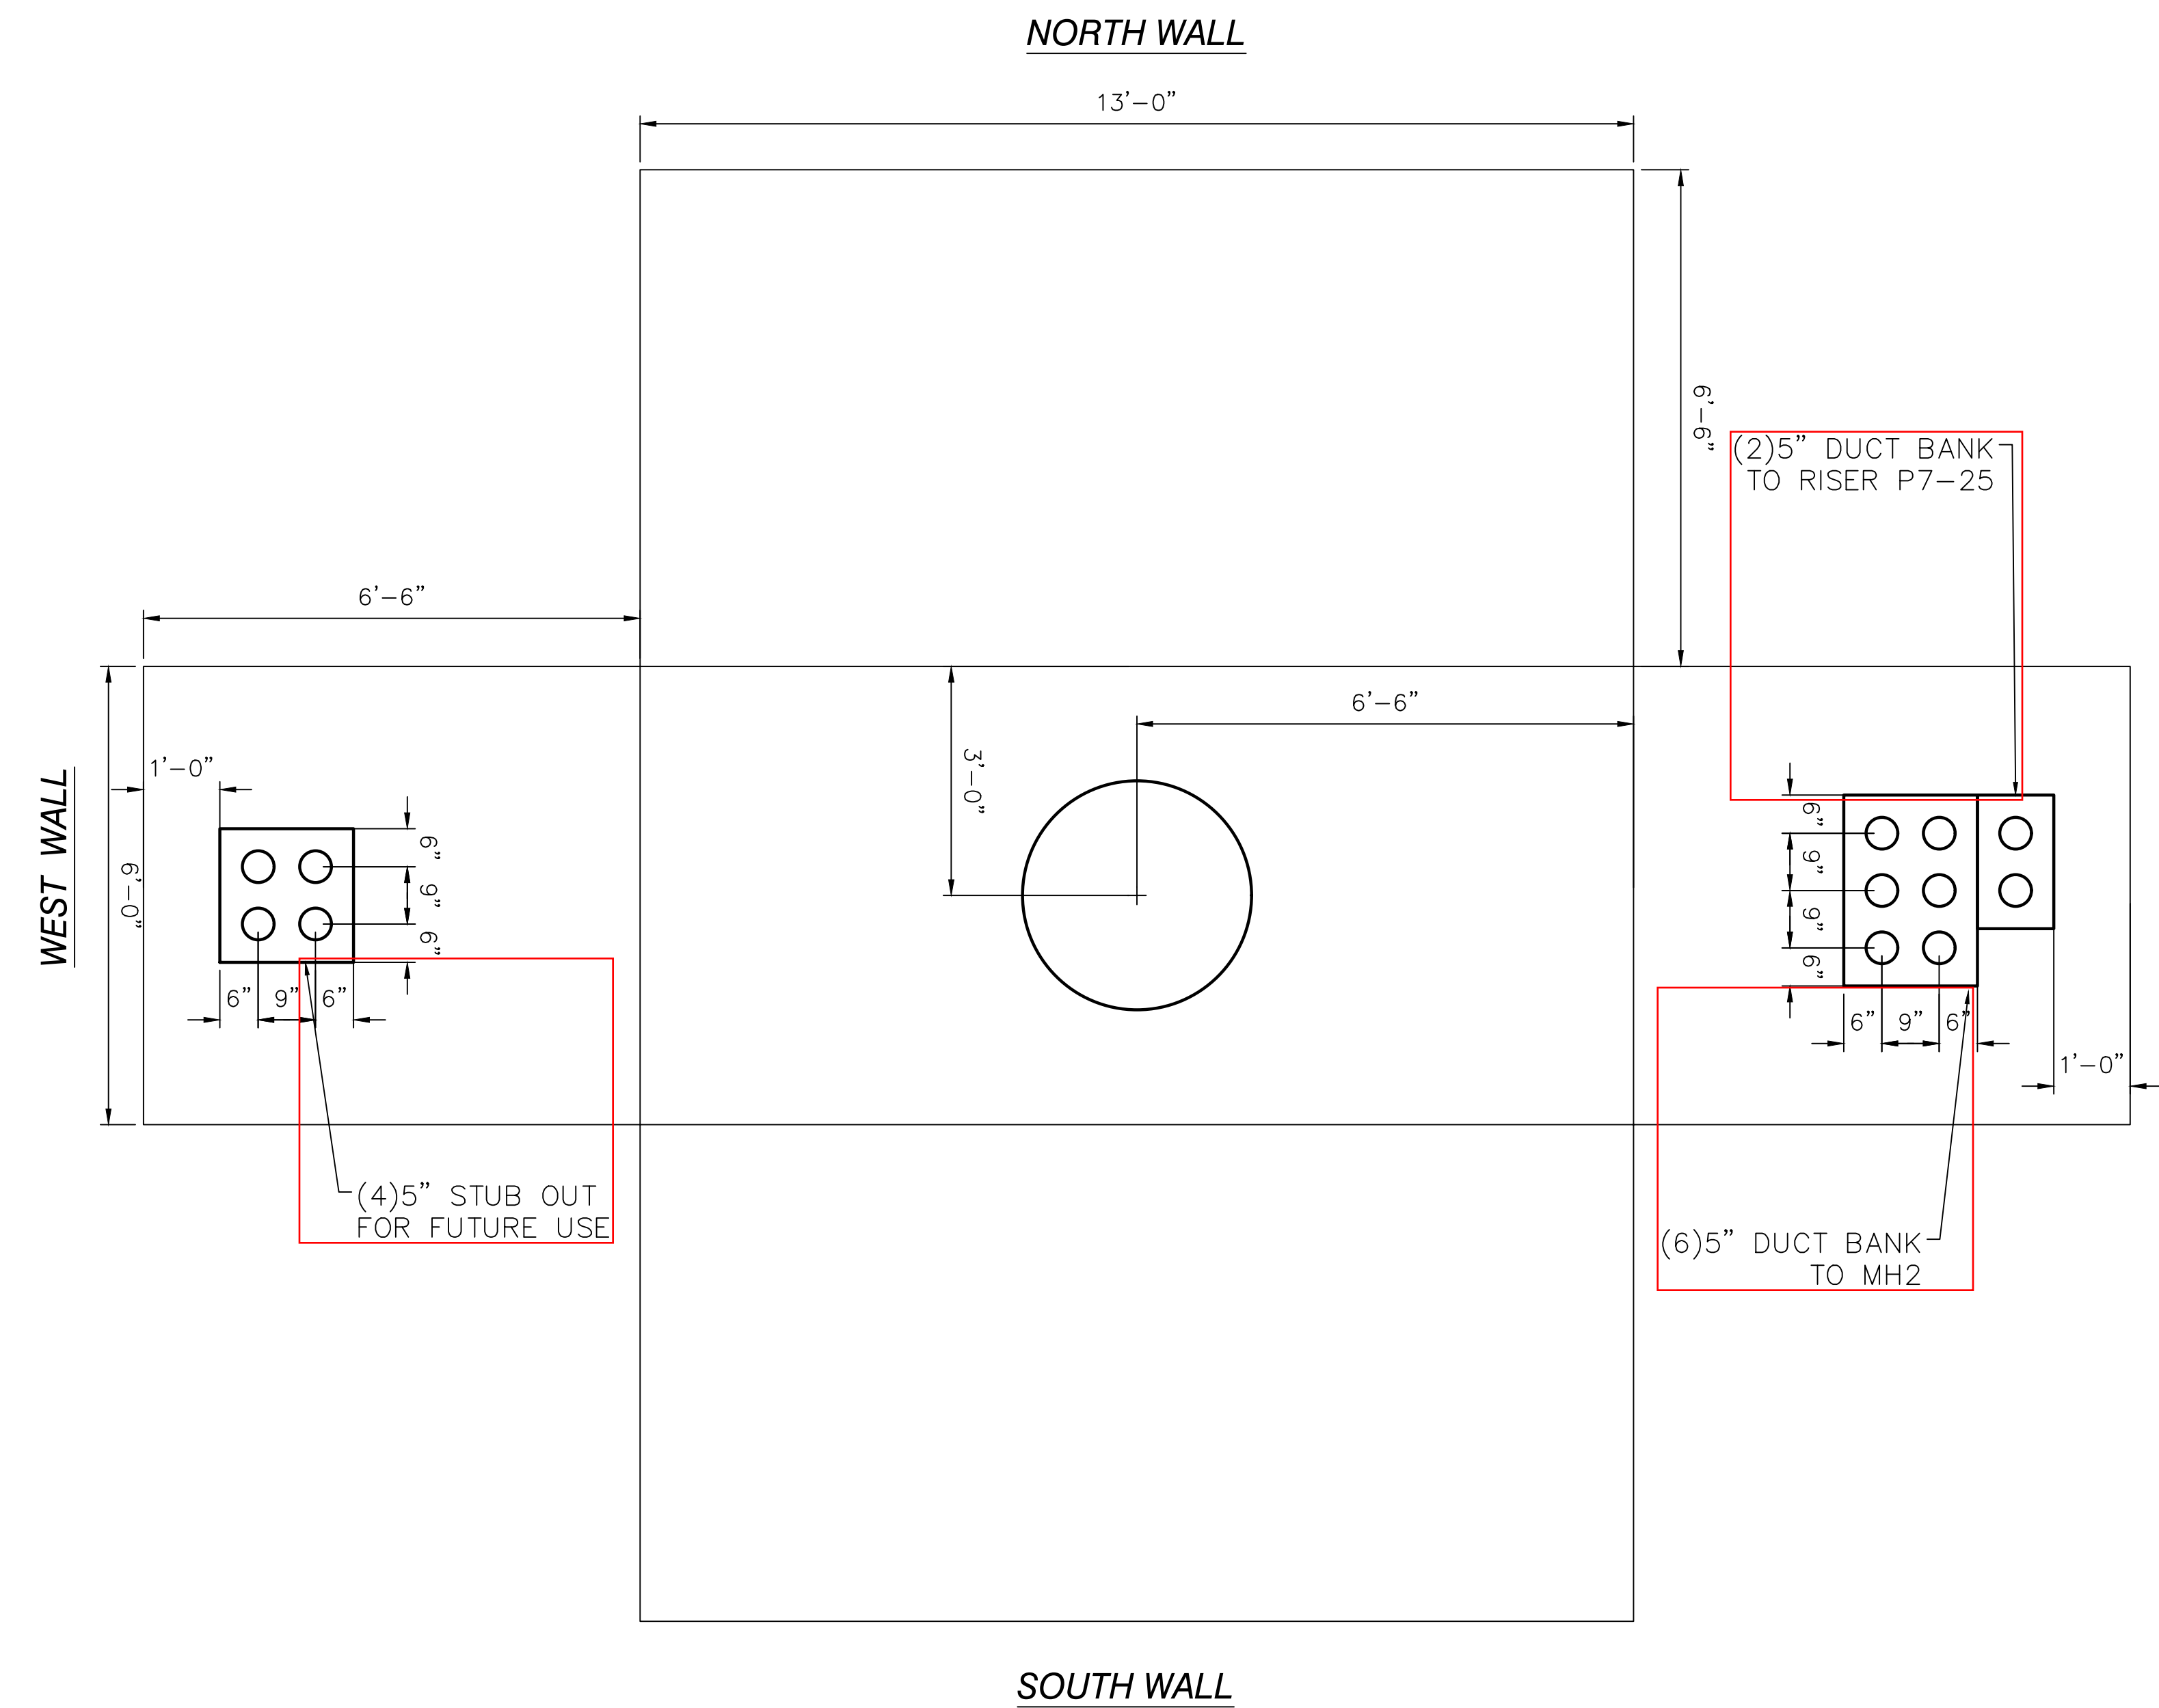 NORTH WALL
13'-0"
6'-6"
(2)5" DUCT BANK
TO RISER P7-25
6'-6"
6'-6"
3'-0"
1'-0"
WEST WALL
6'-0"
6"
9"
6"
6"
9"
6"
6"
9"
9"
6"
6"
9"
6"
1'-0"
(4)5" STUB OUT
FOR FUTURE USE
(6)5" DUCT BANK
TO MH2
SOUTH WALL